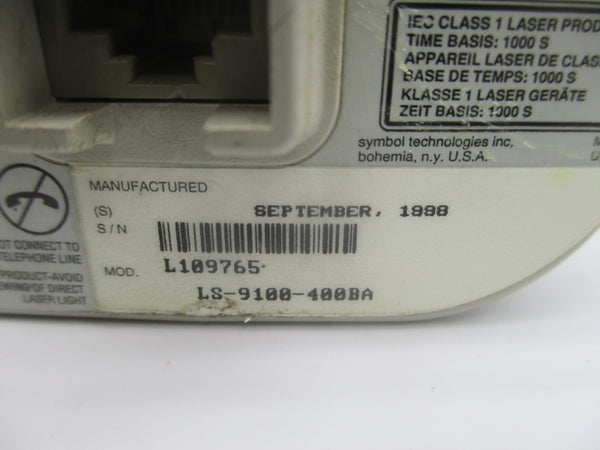 IEC CLASS 1 LASER PROD
TIME BASIS: 1000 S
APPAREIL LASER DE CLAS
BASE DE TEMPS: 1000 S
KLASSE 1 LASER GERÄTE
ZEIT BASIS: 1000 S
symbol technologies inc,
bohemia, n.y. U.S.A.
MANUFACTURED
(S) SEPTEMBER, 1998
S/N
L109765
MOD.
LS-9100-400BA
OT CONNECT TO
TELEPHONE LINE
PRODUCT-AVOID
EWING OF DIRECT
LASER LIGHT